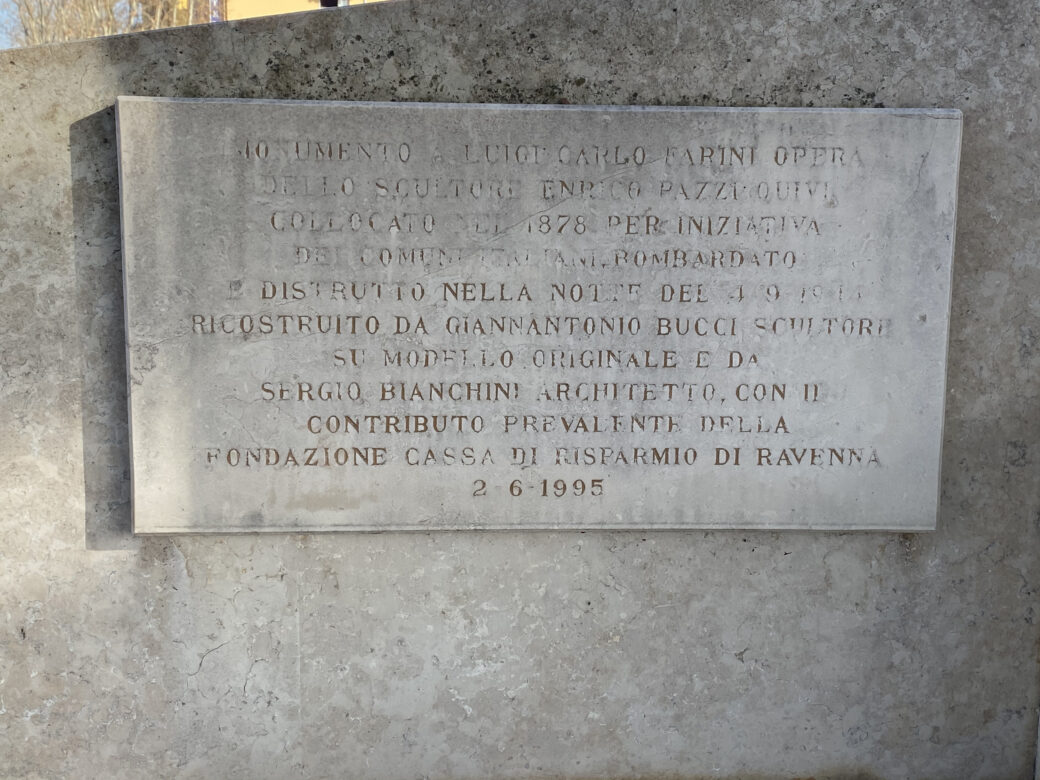 MONUMENTO A LUIGI CARLO FARINI OPERA
DELLO SCULTORE ENRICO PAZZI QUIVI
COLLOCATO NEL 1878 PER INIZIATIVA
DEI COMUNI ITALIANI, BOMBARDATO
E DISTRUTTO NELLA NOTTE DEL 4-9-
RICOSTRUITO DA GIANNANTONIO BUCCI SCULTORE
SU MODELLO ORIGINALE E DA
SERGIO BIANCHINI ARCHITETTO, CON IL
CONTRIBUTO PREVALENTE DELLA
FONDAZIONE CASSA DI RISPARMIO DI RAVENNA
2-6-1995